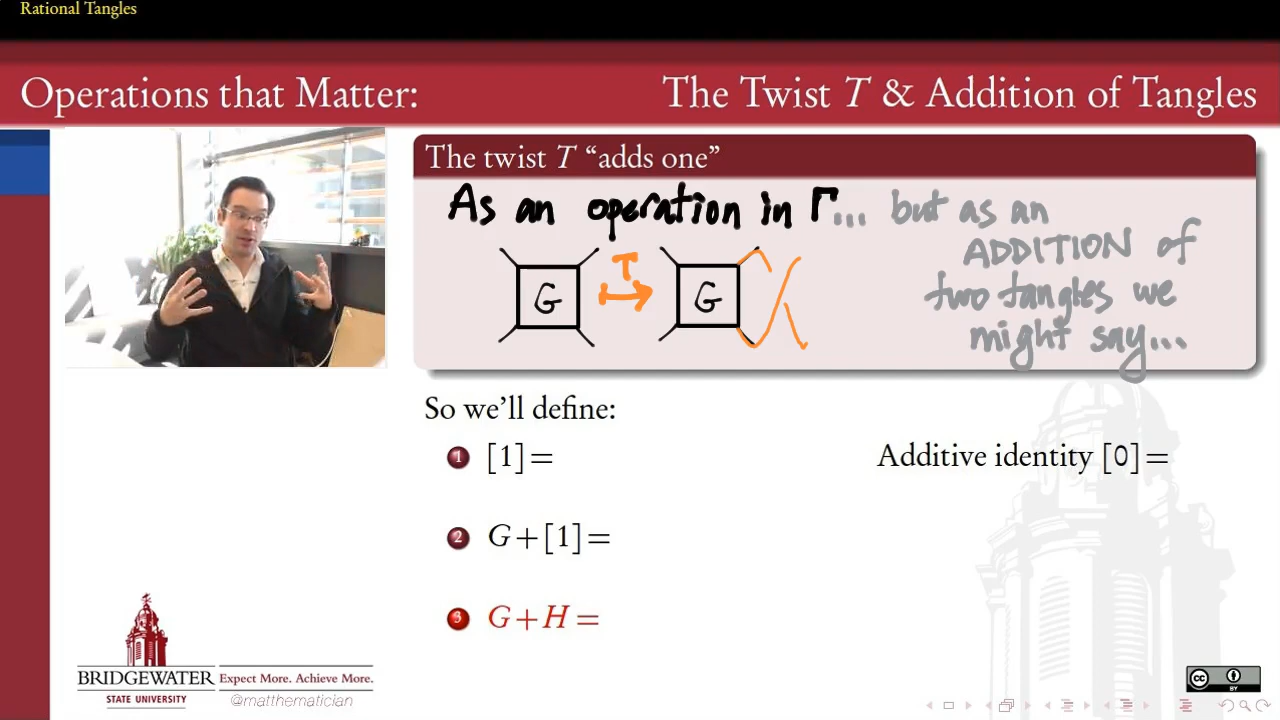 Rational Tangles
Operations that Matter: The Twist T & Addition of Tangles
The twist T “adds one”
As an operation in Γ... but as an
ADDITION of
two tangles we
might say...
G T G
So we’ll define:
1 [1]= Additive identity [0]=
2 G+[1]=
3 G+H=
BRIDGEWATER
STATE UNIVERSITY
Expect More. Achieve More.
@matthematician
cc BY